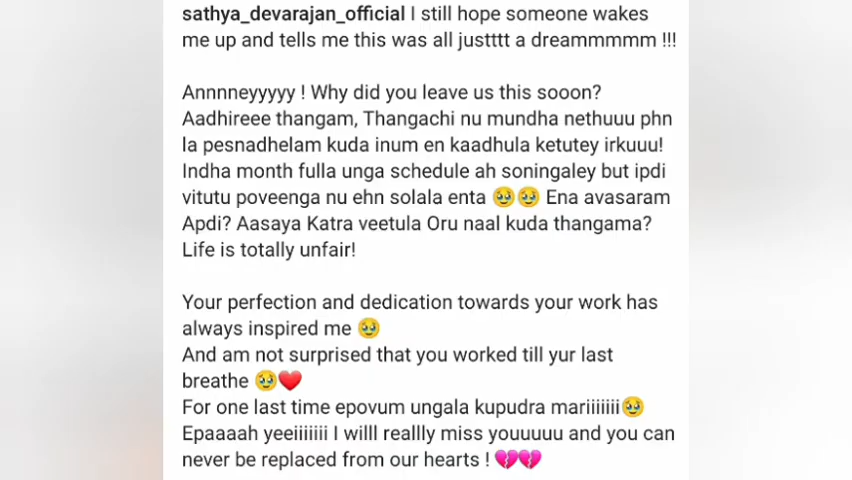 sathya_devarajan_official I still hope someone wakes
me up and tells me this was all justttt a dreammmmm !!!
Annnneyyyyy ! Why did you leave us this sooon?
Aadhireee thangam, Thangachi nu mundha nethuuu phn
la pesnadhelam kuda inum en kaadhula ketutey irkuuu!
Indha month fulla unga schedule ah soningaley but ipdi
vitutu poveenga nu ehn solala enta 🥹🥹 Ena avasaram
Apdi? Aasaya Katra veetula Oru naal kuda thangama?
Life is totally unfair!
Your perfection and dedication towards your work has
always inspired me 🥹
And am not surprised that you worked till yur last
breathe 🥹❤️
For one last time epovum ungala kupudra mariiiiiii🥹
Epaaaah yeeiiiiiii I willl reallly miss youuuuu and you can
never be replaced from our hearts ! 💔💔